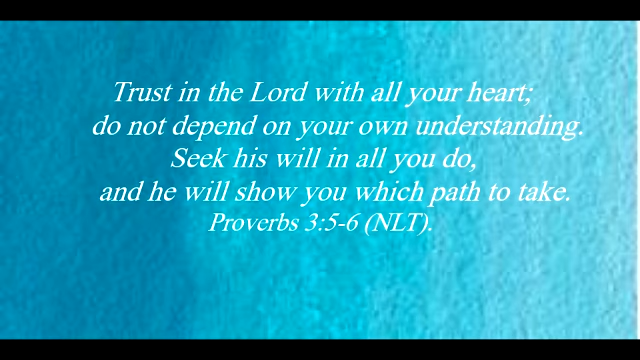 Trust in the Lord with all your heart;
do not depend on your own understanding.
Seek his will in all you do,
and he will show you which path to take.
Proverbs 3:5-6 (NLT).